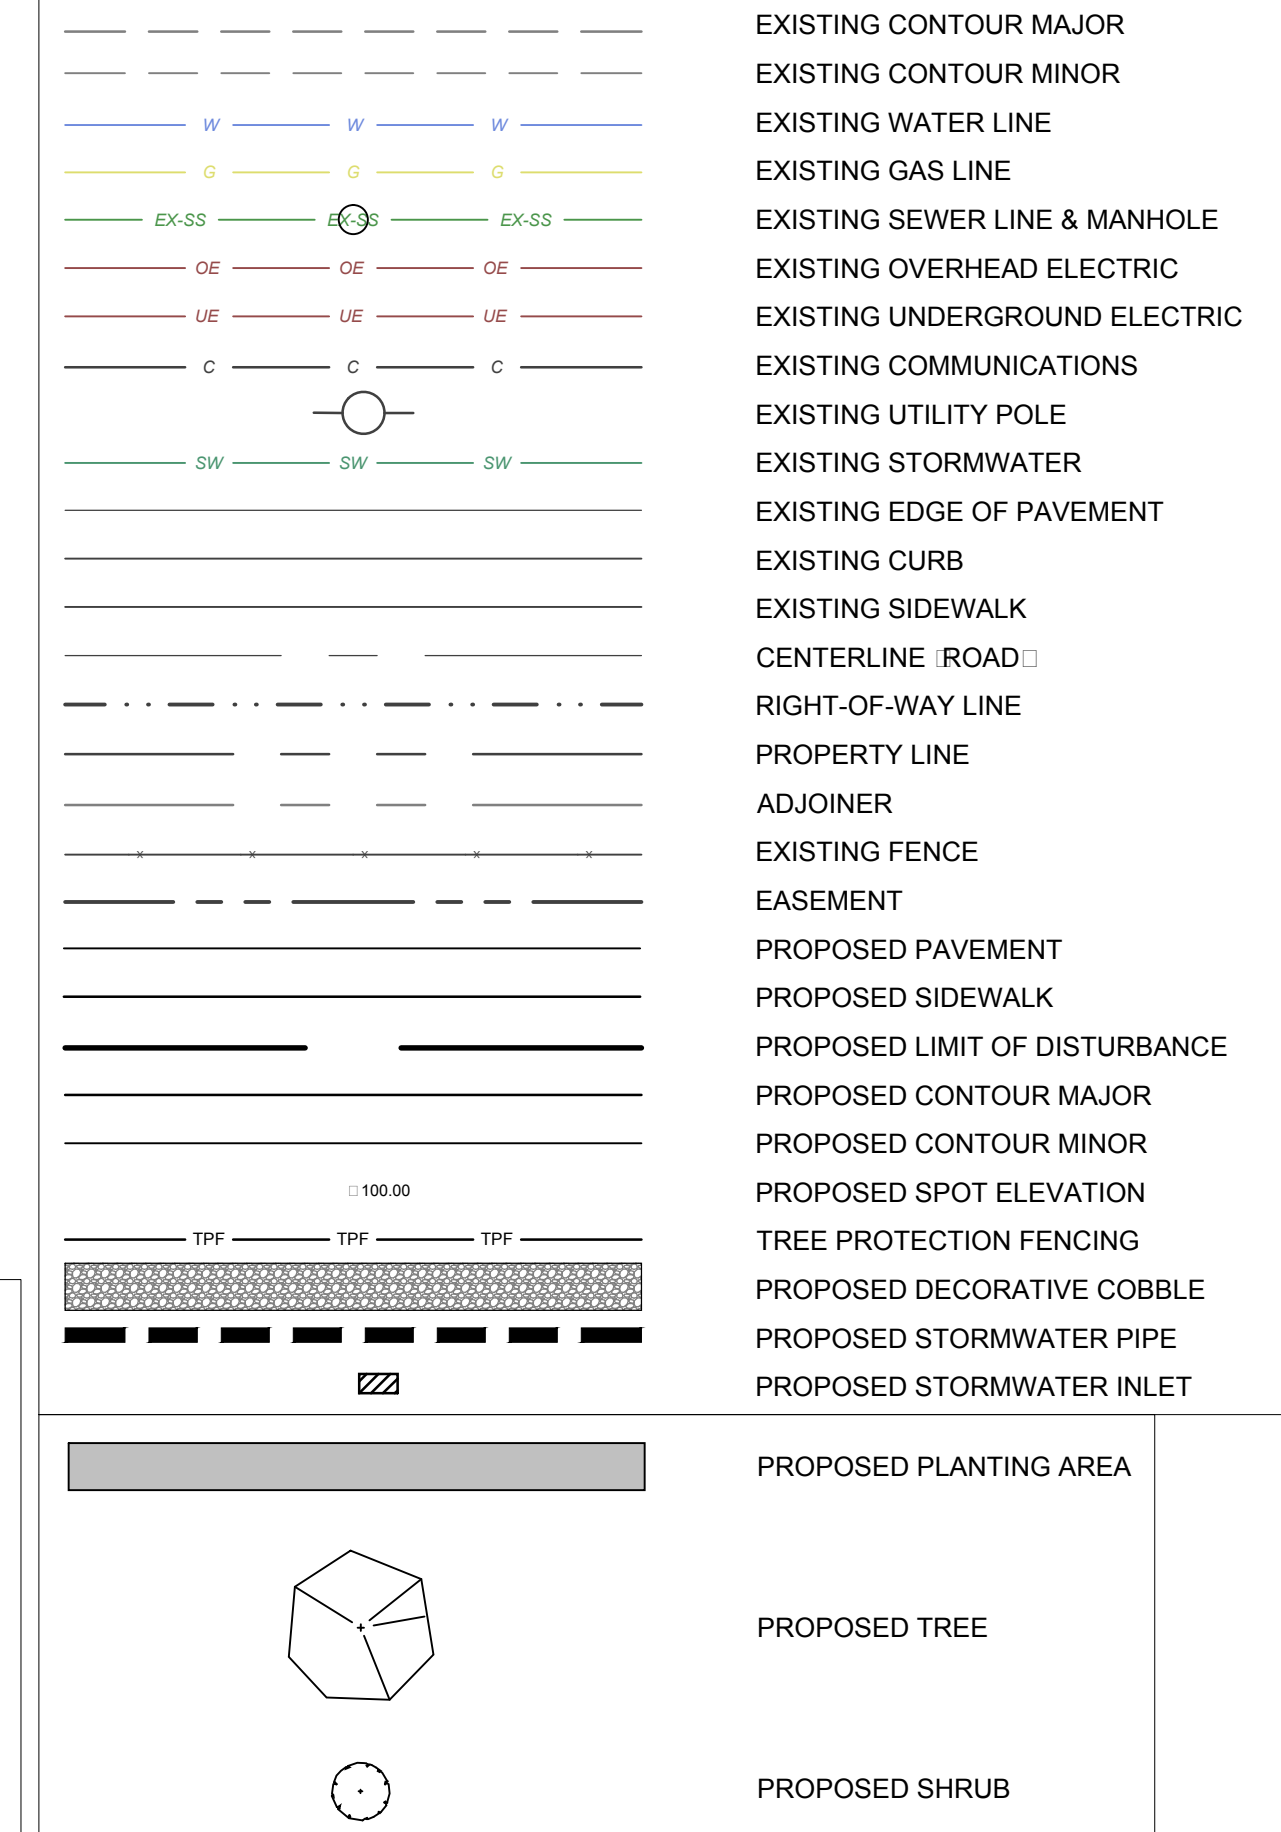 EXISTING CONTOUR MAJOR
EXISTING CONTOUR MINOR
W W W EXISTING WATER LINE
G G G EXISTING GAS LINE
EX-SS EX-SS EX-SS EXISTING SEWER LINE & MANHOLE
OE OE OE EXISTING OVERHEAD ELECTRIC
UE UE UE EXISTING UNDERGROUND ELECTRIC
C C C EXISTING COMMUNICATIONS
EXISTING UTILITY POLE
SW SW SW EXISTING STORMWATER
EXISTING EDGE OF PAVEMENT
EXISTING CURB
EXISTING SIDEWALK
CENTERLINE □ROAD□
RIGHT-OF-WAY LINE
PROPERTY LINE
ADJOINER
x x x x x EXISTING FENCE
EASEMENT
PROPOSED PAVEMENT
PROPOSED SIDEWALK
PROPOSED LIMIT OF DISTURBANCE
PROPOSED CONTOUR MAJOR
PROPOSED CONTOUR MINOR
□100.00 PROPOSED SPOT ELEVATION
TPF TPF TPF TREE PROTECTION FENCING
PROPOSED DECORATIVE COBBLE
PROPOSED STORMWATER PIPE
PROPOSED STORMWATER INLET
PROPOSED PLANTING AREA
PROPOSED TREE
PROPOSED SHRUB